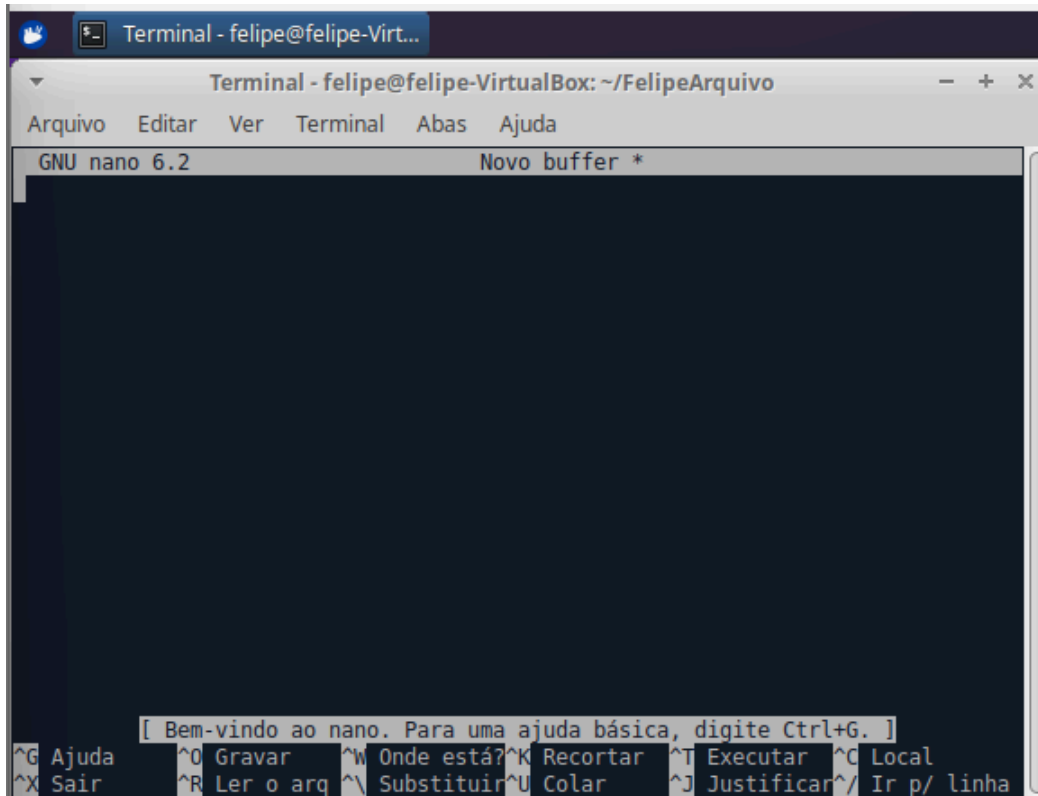 Terminal - felipe@felipe-Virt...
Terminal - felipe@felipe-VirtualBox: ~/FelipeArquivo
Arquivo Editar Ver Terminal Abas Ajuda
GNU nano 6.2 Novo buffer *
[ Bem-vindo ao nano. Para uma ajuda básica, digite Ctrl+G. ]
^G Ajuda ^O Gravar ^W Onde está? ^K Recortar ^T Executar ^C Local
^X Sair ^R Ler o arq ^\ Substituir ^U Colar ^J Justificar ^/ Ir p/ linha